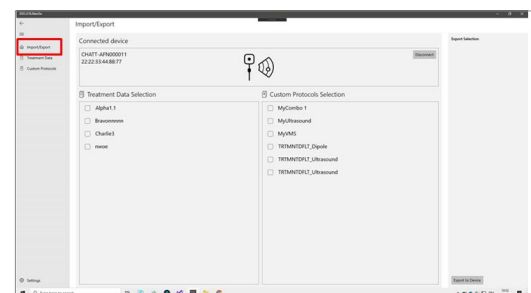 Import/Export
Import/Export
Treatment Data
Custom Protocols
Settings
Connected device
CHATT-AFN000011
22:22:33:44:88:77
Disconnect
Treatment Data Selection
Alpha1.1
Bravonnnnn
Charlie3
nwoe
Custom Protocols Selection
MyCombo 1
MyUltrasound
MyVMS
TRTMNTDFLT_Dipole
TRTMNTDFLT_Ultrasound
TRTMNTDFLT_Ultrasound
Export Selection
Export to Device